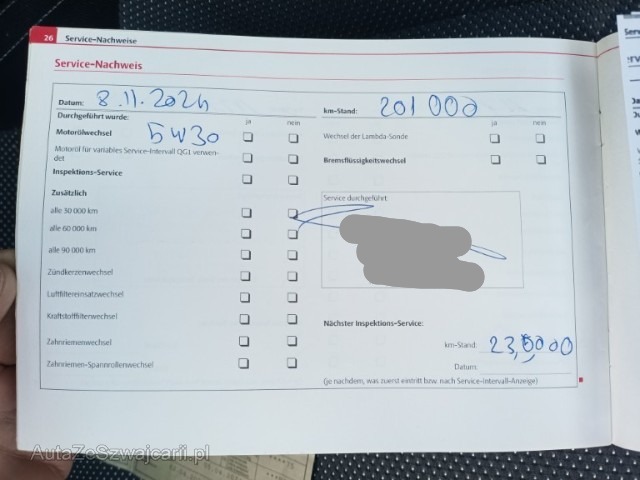 26 Service-Nachweise
Service-Nachweis
Datum: 8.11.2024
km-Stand: 201 000
Durchgeführt wurde: ja nein
ja nein
Motorölwechsel 5W30
Wechsel der Lambda-Sonde
Motoröl für variables Service-Intervall QG1 verwen-
det
Bremsflüssigkeitswechsel
Inspektions-Service
Zusätzlich
Service durchgeführt
alle 30 000 km
alle 60 000 km
alle 90 000 km
Zündkerzenwechsel
Luftfiltereinsatzwechsel
Kraftstofffilterwechsel
Nächster Inspektions-Service:
Zahnriemenwechsel
km-Stand:
Zahnriemen-Spannrollenwechsel
Datum:
(je nachdem, was zuerst eintritt bzw. nach Service-Intervall-Anzeige)
AutaZeSzwajcarii.pl